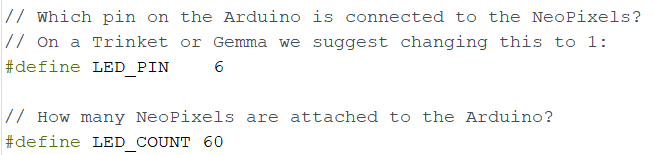 // Which pin on the Arduino is connected to the NeoPixels?
// On a Trinket or Gemma we suggest changing this to 1:
#define LED_PIN    6
// How many NeoPixels are attached to the Arduino?
#define LED_COUNT 60